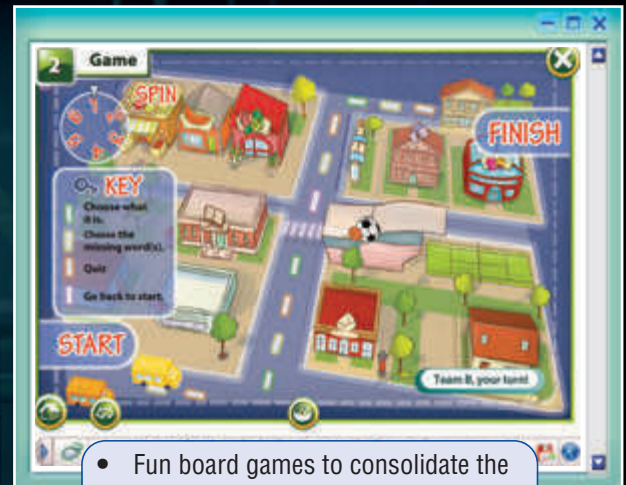 2 Game
SPIN
FINISH
KEY
Choose what
it is.
Choose the
missing word(s).
Quiz
Go back to start.
START
Team B, your turn!
• Fun board games to consolidate the